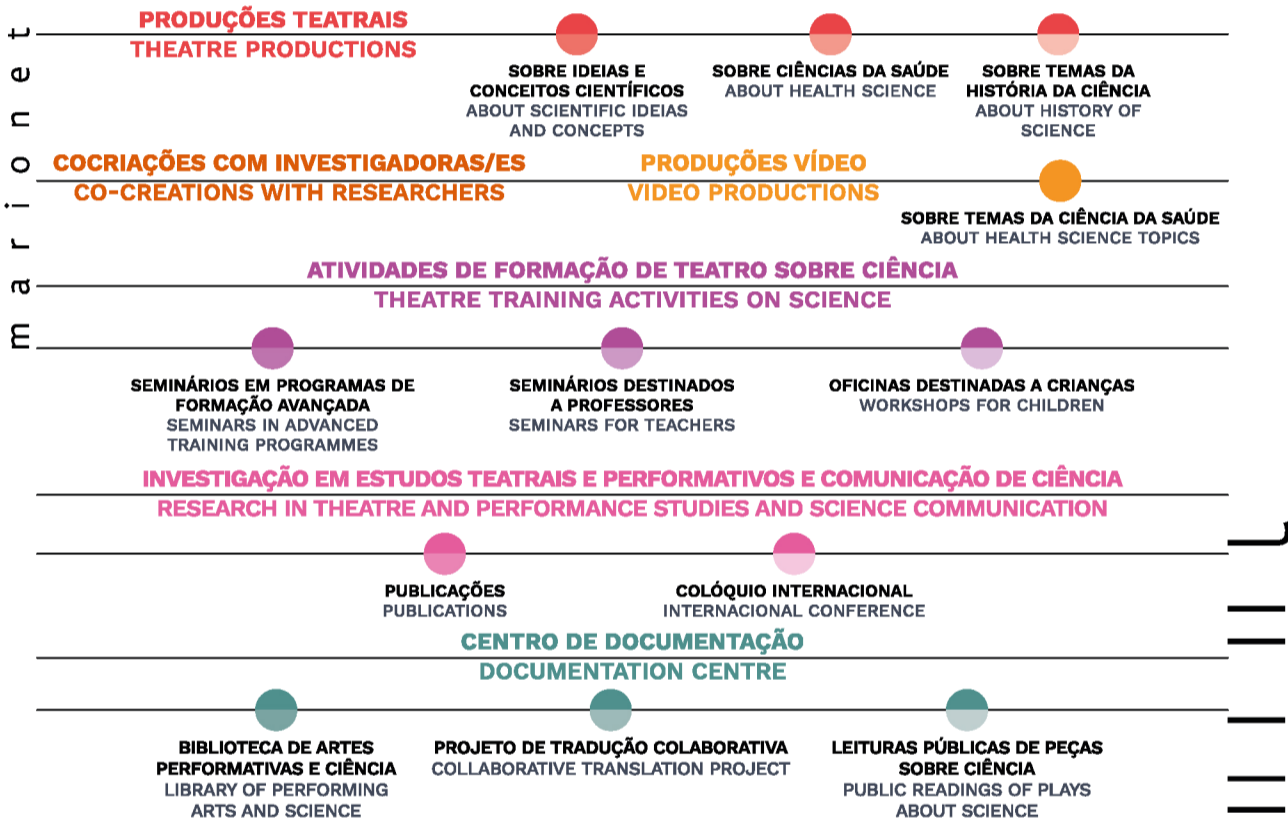 marionet
PRODUÇÕES TEATRAIS
THEATRE PRODUCTIONS
SOBRE IDEIAS E
CONCEITOS CIENTÍFICOS
ABOUT SCIENTIFIC IDEIAS
AND CONCEPTS
SOBRE CIÊNCIAS DA SAÚDE
ABOUT HEALTH SCIENCE
SOBRE TEMAS DA
HISTÓRIA DA CIÊNCIA
ABOUT HISTORY OF
SCIENCE
COCRIAÇÕES COM INVESTIGADORAS/ES
CO-CREATIONS WITH RESEARCHERS
PRODUÇÕES VÍDEO
VIDEO PRODUCTIONS
SOBRE TEMAS DA CIÊNCIA DA SAÚDE
ABOUT HEALTH SCIENCE TOPICS
ATIVIDADES DE FORMAÇÃO DE TEATRO SOBRE CIÊNCIA
THEATRE TRAINING ACTIVITIES ON SCIENCE
SEMINÁRIOS EM PROGRAMAS DE
FORMAÇÃO AVANÇADA
SEMINARS IN ADVANCED
TRAINING PROGRAMMES
SEMINÁRIOS DESTINADOS
A PROFESSORES
SEMINARS FOR TEACHERS
OFICINAS DESTINADAS A CRIANÇAS
WORKSHOPS FOR CHILDREN
INVESTIGAÇÃO EM ESTUDOS TEATRAIS E PERFORMATIVOS E COMUNICAÇÃO DE CIÊNCIA
RESEARCH IN THEATRE AND PERFORMANCE STUDIES AND SCIENCE COMMUNICATION
PUBLICAÇÕES
PUBLICATIONS
COLÓQUIO INTERNACIONAL
INTERNACIONAL CONFERENCE
CENTRO DE DOCUMENTAÇÃO
DOCUMENTATION CENTRE
BIBLIOTECA DE ARTES
PERFORMATIVAS E CIÊNCIA
LIBRARY OF PERFORMING
ARTS AND SCIENCE
PROJETO DE TRADUÇÃO COLABORATIVA
COLLABORATIVE TRANSLATION PROJECT
LEITURAS PÚBLICAS DE PEÇAS
SOBRE CIÊNCIA
PUBLIC READINGS OF PLAYS
ABOUT SCIENCE